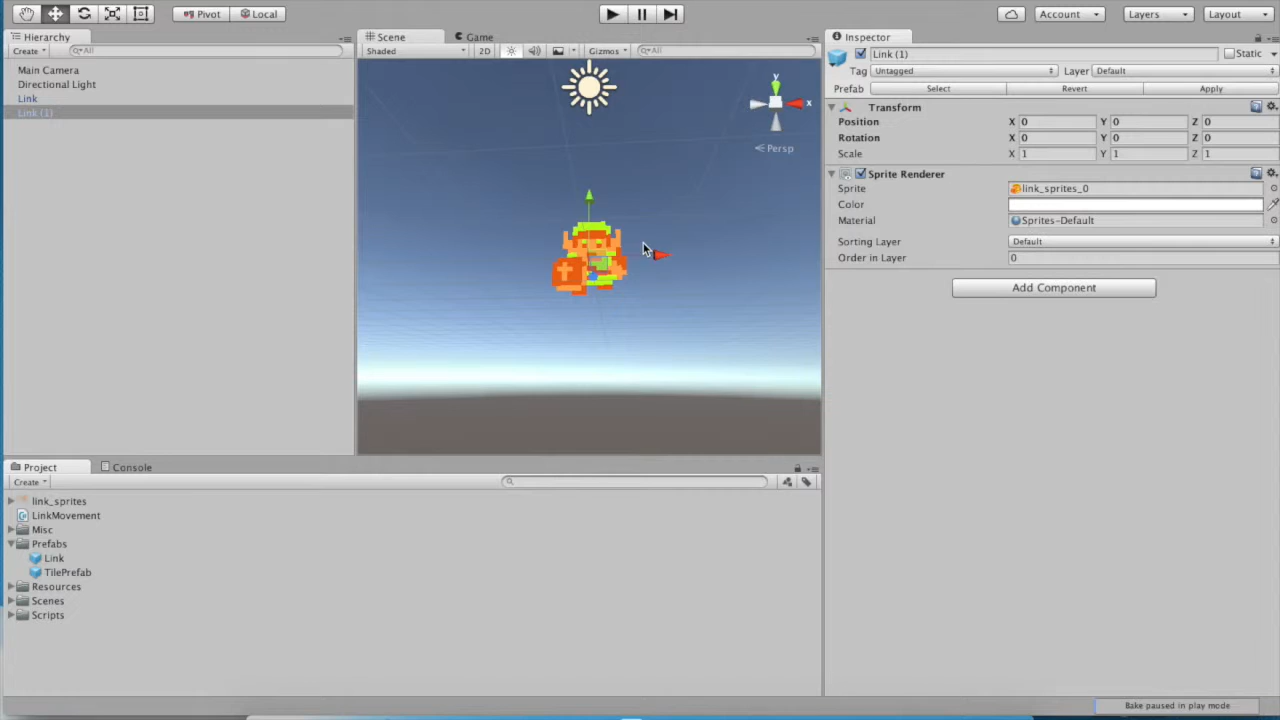 Pivot Local Account Layers Layout
Hierarchy
Create All
Main Camera
Directional Light
Link
Link (1)
Scene Game
Shaded 2D Gizmos All
y
x
Persp
Inspector
Link (1) Static
Tag Untagged Layer Default
Prefab Select Revert Apply
Transform
Position X 0 Y 0 Z 0
Rotation X 0 Y 0 Z 0
Scale X 1 Y 1 Z 1
Sprite Renderer
Sprite link_sprites_0
Color
Material Sprites-Default
Sorting Layer Default
Order in Layer 0
Add Component
Project Console
Create
link_sprites
LinkMovement
Misc
Prefabs
Link
TilePrefab
Resources
Scenes
Scripts
Bake paused in play mode